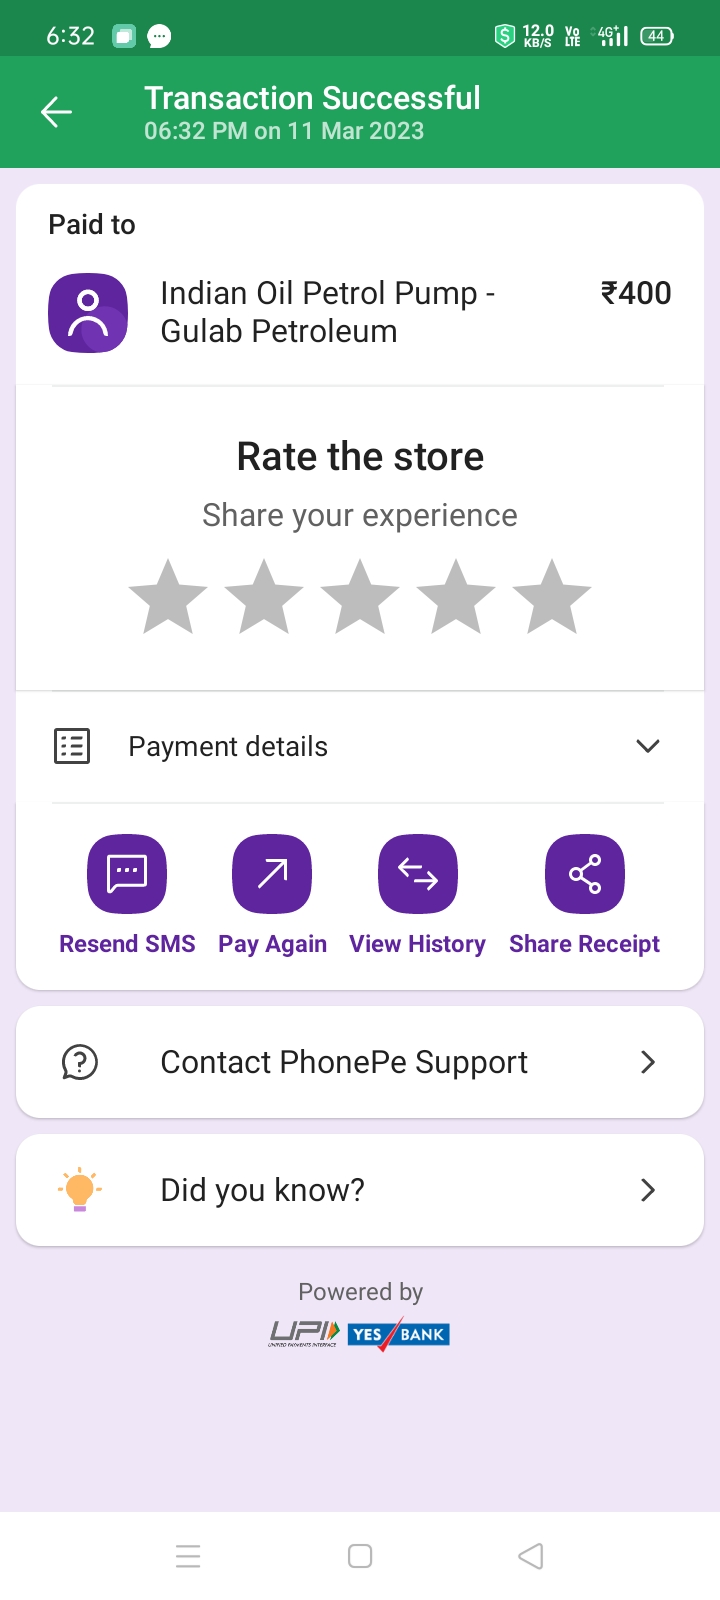 6:32
12.0
KB/S
Vo
LTE
4G+
44
Transaction Successful
06:32 PM on 11 Mar 2023
Paid to
Indian Oil Petrol Pump -
Gulab Petroleum
₹400
Rate the store
Share your experience
Payment details
Resend SMS
Pay Again
View History
Share Receipt
Contact PhonePe Support
Did you know?
Powered by
UPI
UNIFIED PAYMENTS INTERFACE
YES BANK